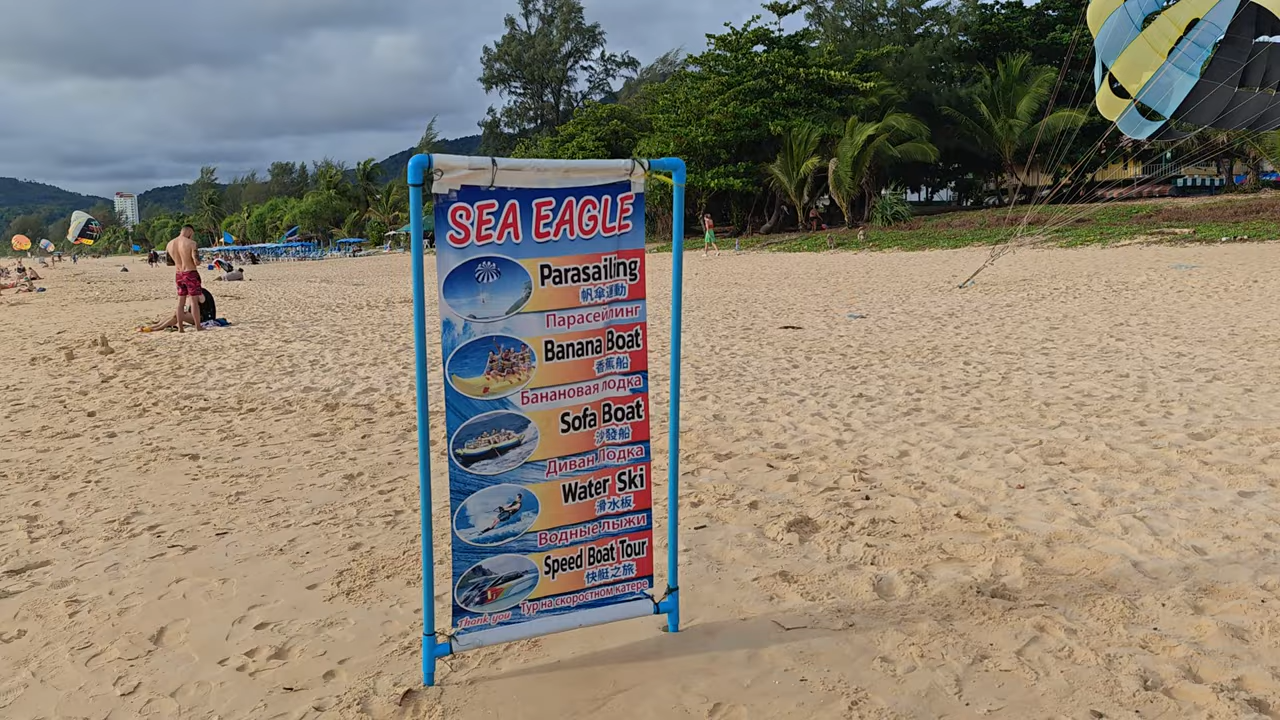 SEA EAGLE
Parasailing
帆傘運動
Парасейлинг
Banana Boat
香蕉船
Банановая лодка
Sofa Boat
沙發船
Диван Лодка
Water Ski
滑水板
Водные лыжи
Speed Boat Tour
快艇之旅
Тур на скоростном катере
Thank you